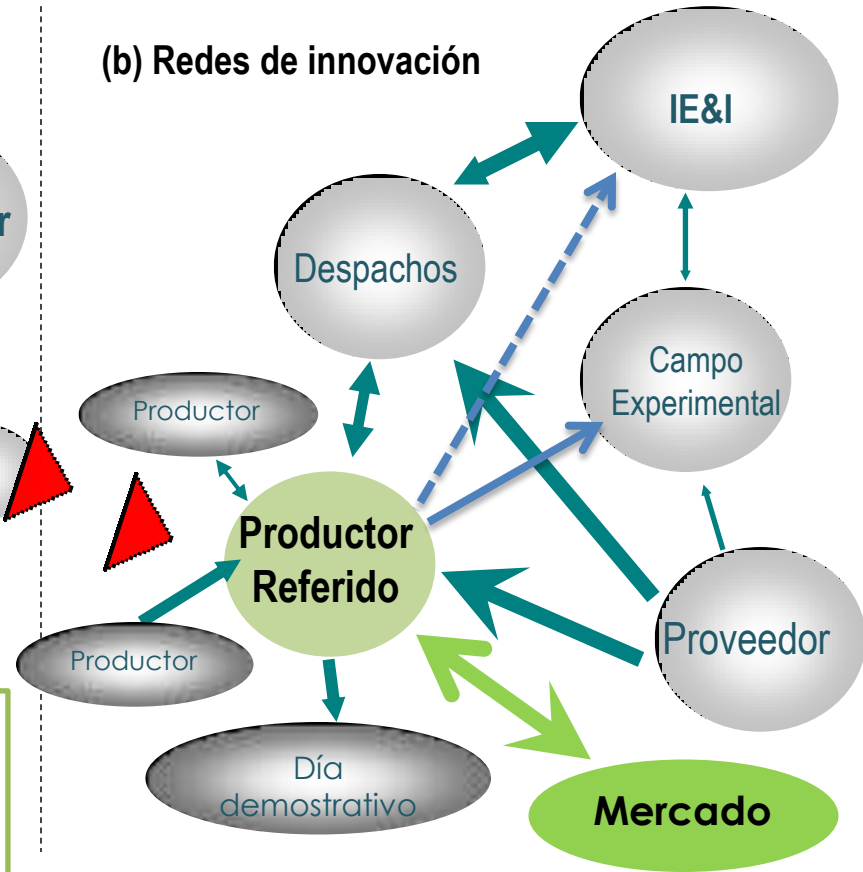 (b) Redes de innovación
IE&I
r
Despachos
Campo
Experimental
Productor
Productor
Referido
Proveedor
Productor
Día
demostrativo
Mercado